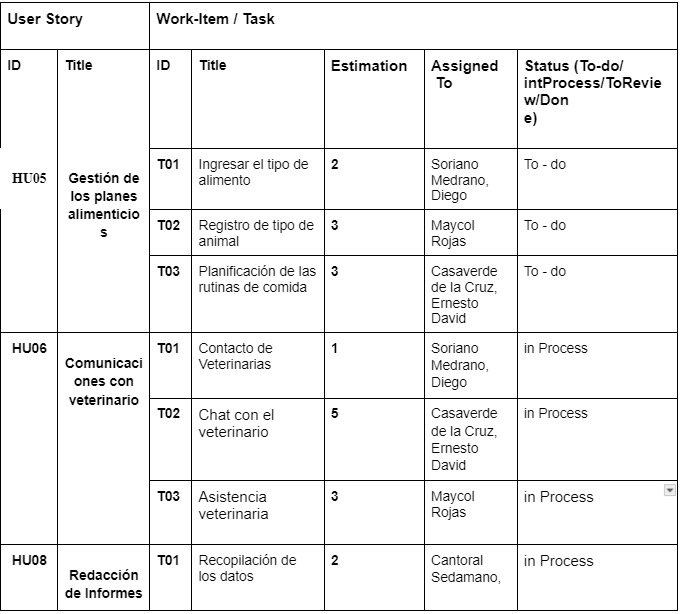 User Story
Work-Item / Task
ID
Title
ID
Title
Estimation
Assigned
To
Status (To-do/
intProcess/ToRevie
w/Don
e)
HU05
Gestión de
los planes
alimenticio
s
T01
Ingresar el tipo de
alimento
2
Soriano
Medrano,
Diego
To - do
T02
Registro de tipo de
animal
3
Maycol
Rojas
To - do
T03
Planificación de las
rutinas de comida
3
Casaverde
de la Cruz,
Ernesto
David
To - do
HU06
Comunicaci
ones con
veterinario
T01
Contacto de
Veterinarias
1
Soriano
Medrano,
Diego
in Process
T02
Chat con el
veterinario
5
Casaverde
de la Cruz,
Ernesto
David
in Process
T03
Asistencia
veterinaria
3
Maycol
Rojas
in Process
HU08
Redacción
de Informes
T01
Recopilación de
los datos
2
Cantoral
Sedamano,
in Process